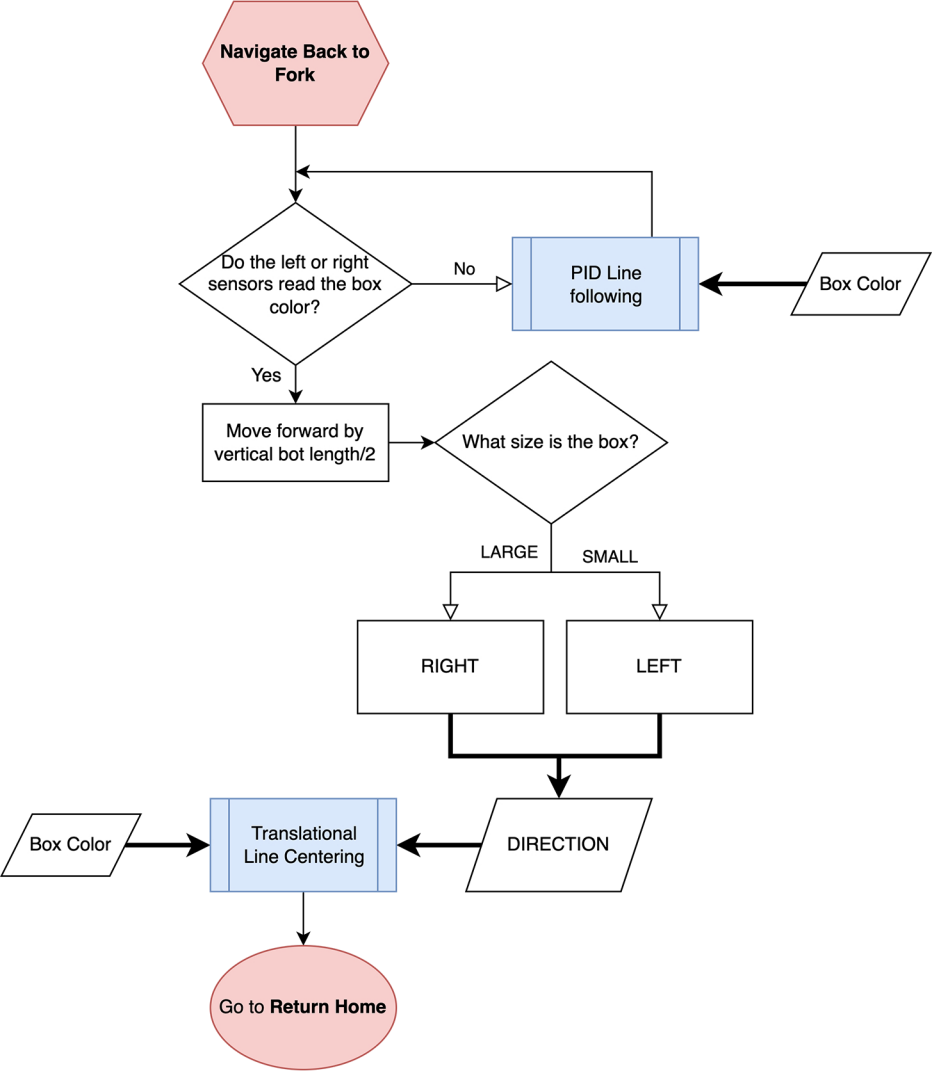 Navigate Back to
Fork
Do the left or right
sensors read the box
color?
No
PID Line
following
Box Color
Yes
Move forward by
vertical bot length/2
What size is the box?
LARGE
SMALL
RIGHT
LEFT
Box Color
Translational
Line Centering
DIRECTION
Go to Return Home